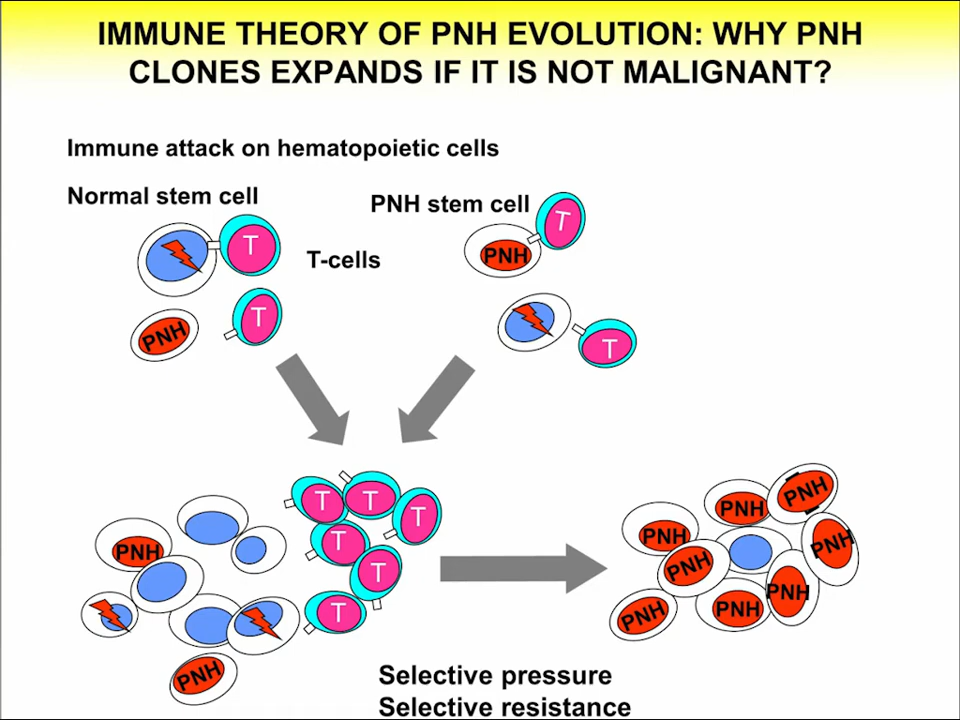 IMMUNE THEORY OF PNH EVOLUTION: WHY PNH
CLONES EXPANDS IF IT IS NOT MALIGNANT?
Immune attack on hematopoietic cells
Normal stem cell
PNH stem cell
T
T
T-cells
PNH
T
PNH
T
T
T
T
T
PNH
T
T
PNH
PNH
PNH
PNH
PNH
PNH
PNH
PNH
PNH
PNH
Selective pressure
Selective resistance